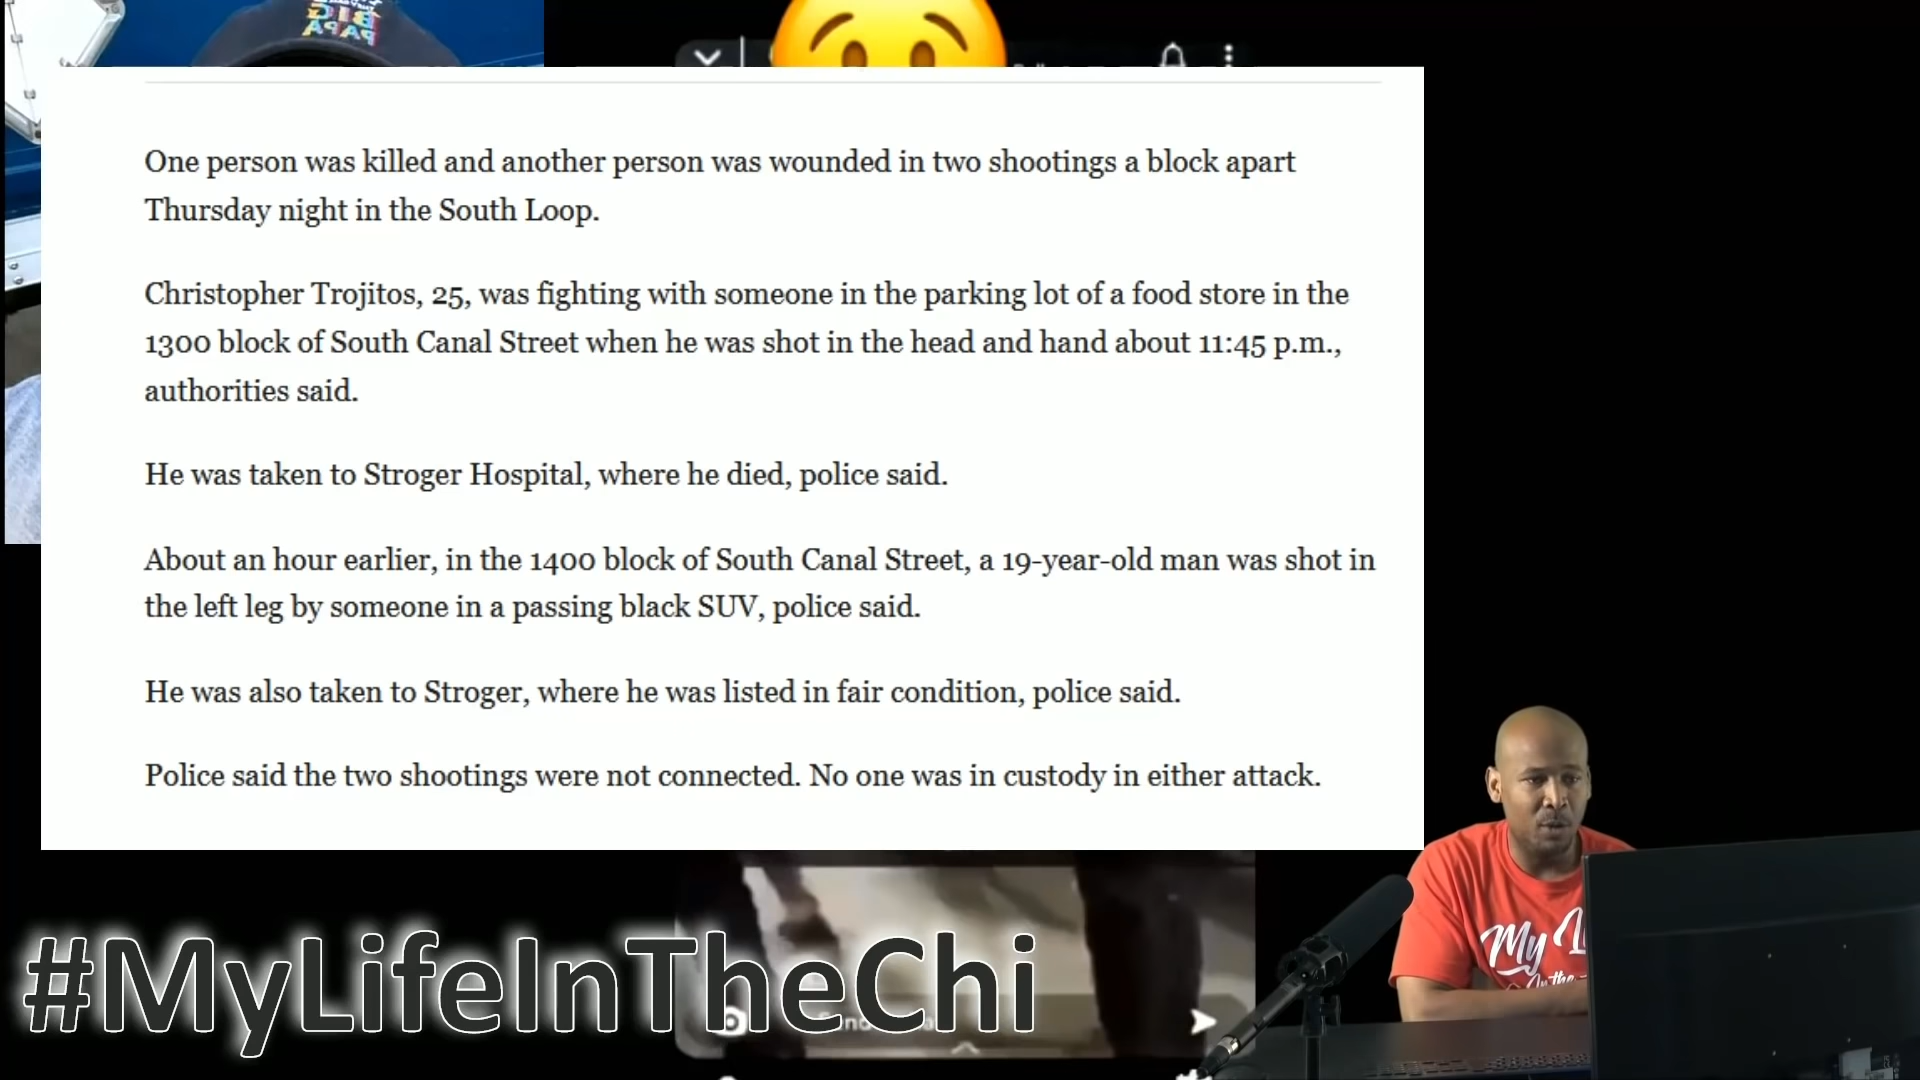 BIG
PAPA
One person was killed and another person was wounded in two shootings a block apart
Thursday night in the South Loop.
Christopher Trojitos, 25, was fighting with someone in the parking lot of a food store in the
1300 block of South Canal Street when he was shot in the head and hand about 11:45 p.m.,
authorities said.
He was taken to Stroger Hospital, where he died, police said.
About an hour earlier, in the 1400 block of South Canal Street, a 19-year-old man was shot in
the left leg by someone in a passing black SUV, police said.
He was also taken to Stroger, where he was listed in fair condition, police said.
Police said the two shootings were not connected. No one was in custody in either attack.
#MyLifeInTheChi
My
In the